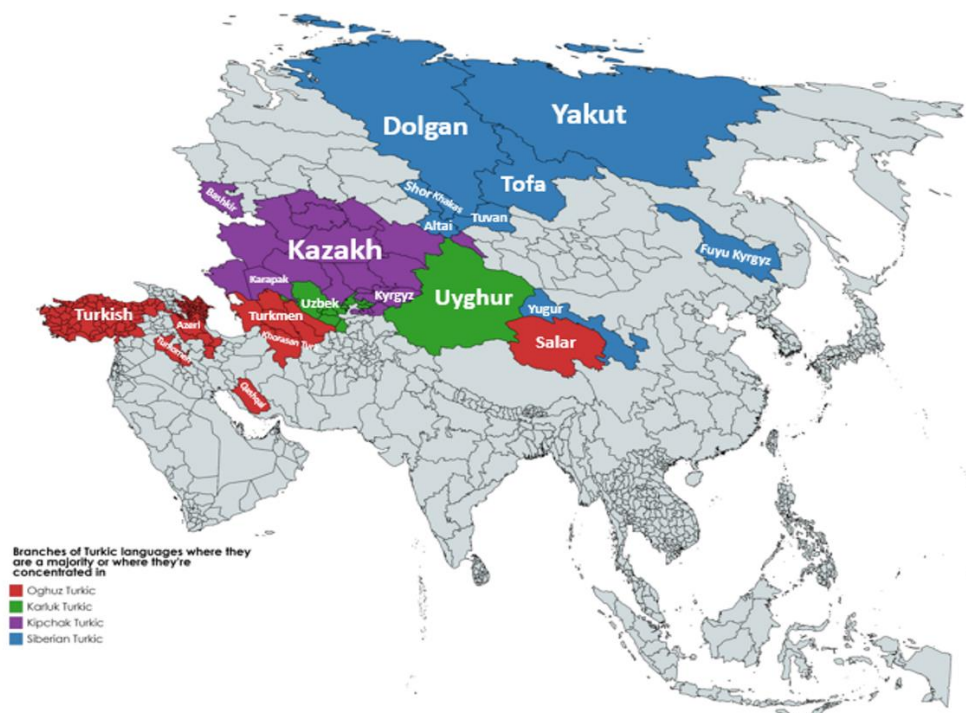 Dolgan
Yakut
Tofa
Shor
Khakas
Bashkir
Altai
Tuvan
Kazakh
Fuyu Kyrgyz
Karapak
Kyrgyz
Uyghur
Uzbek
Yugur
Turkish
Azeri
Turkmen
Khorasan Turk
Salar
Turkomen
Qashqai
Branches of Turkic languages where they
are a majority or where they're
concentrated in
Oghuz Turkic
Karluk Turkic
Kipchak Turkic
Siberian Turkic